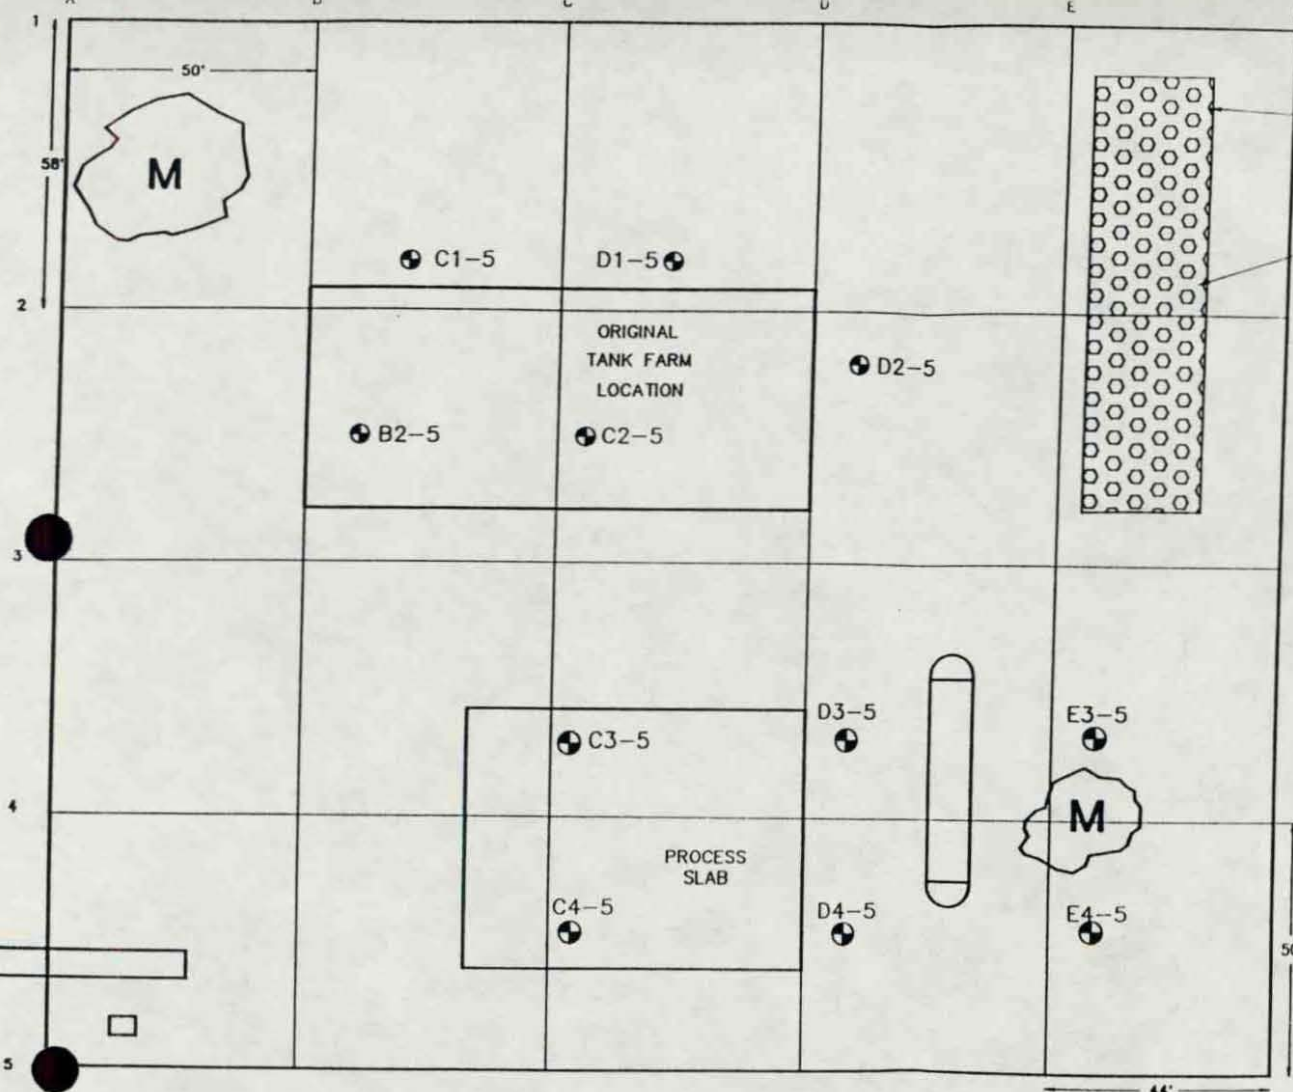 A B C D E
1
50'
58'
M
C1-5 D1-5
2
ORIGINAL
TANK FARM
LOCATION
D2-5
B2-5 C2-5
3
D3-5 E3-5
C3-5
4
M
PROCESS
SLAB
C4-5 D4-5 E4-5
5
44'